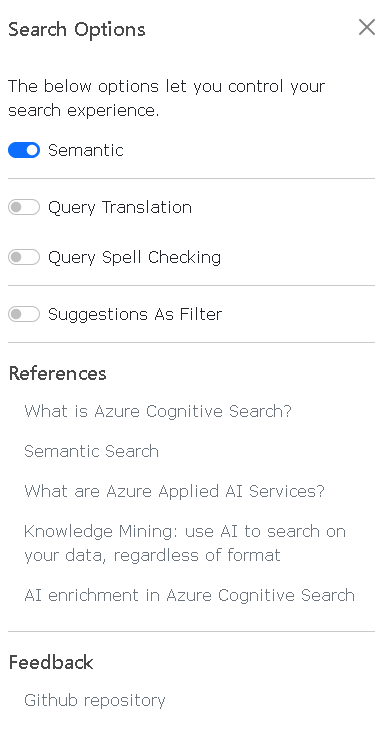 Search Options
The below options let you control your
search experience.
Semantic
Query Translation
Query Spell Checking
Suggestions As Filter
References
What is Azure Cognitive Search?
Semantic Search
What are Azure Applied AI Services?
Knowledge Mining: use AI to search on
your data, regardless of format
AI enrichment in Azure Cognitive Search
Feedback
Github repository